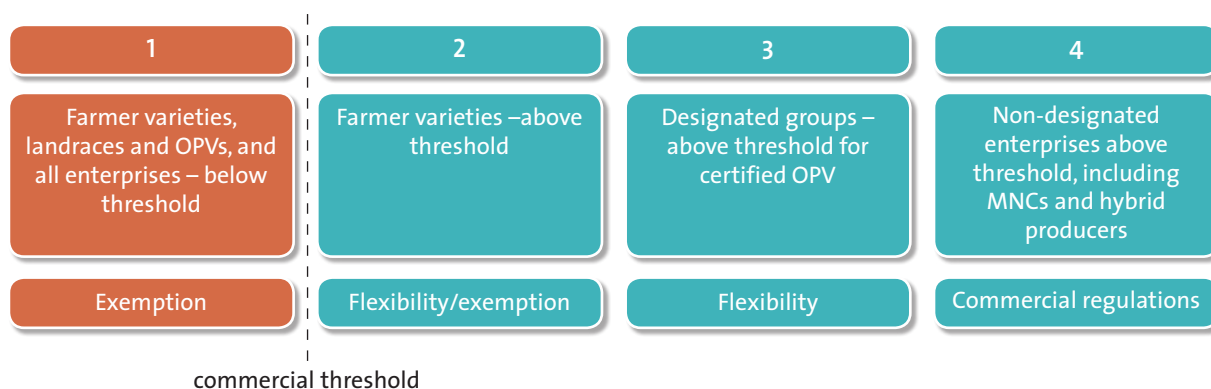 1
2
3
4
Farmer varieties,
landraces and OPVs, and
all enterprises – below
threshold
Farmer varieties –above
threshold
Designated groups –
above threshold for
certified OPV
Non-designated
enterprises above
threshold, including
MNCs and hybrid
producers
Exemption
Flexibility/exemption
Flexibility
Commercial regulations
commercial threshold